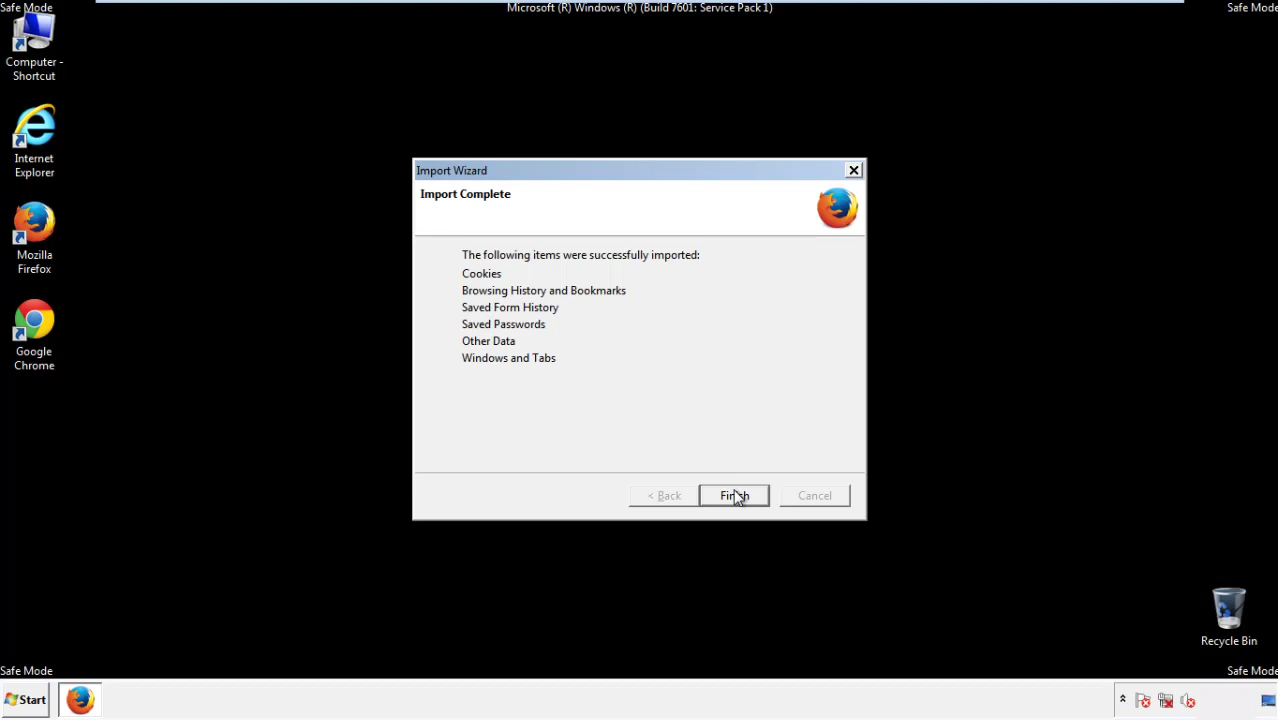 Safe Mode
Microsoft (R) Windows (R) (Build 7601: Service Pack 1)
Safe Mode
Computer -
Shortcut
Internet
Explorer
Mozilla
Firefox
Google
Chrome
Import Wizard
Import Complete
The following items were successfully imported:
Cookies
Browsing History and Bookmarks
Saved Form History
Saved Passwords
Other Data
Windows and Tabs
< Back
Finish
Cancel
Recycle Bin
Safe Mode
Safe Mode
Start